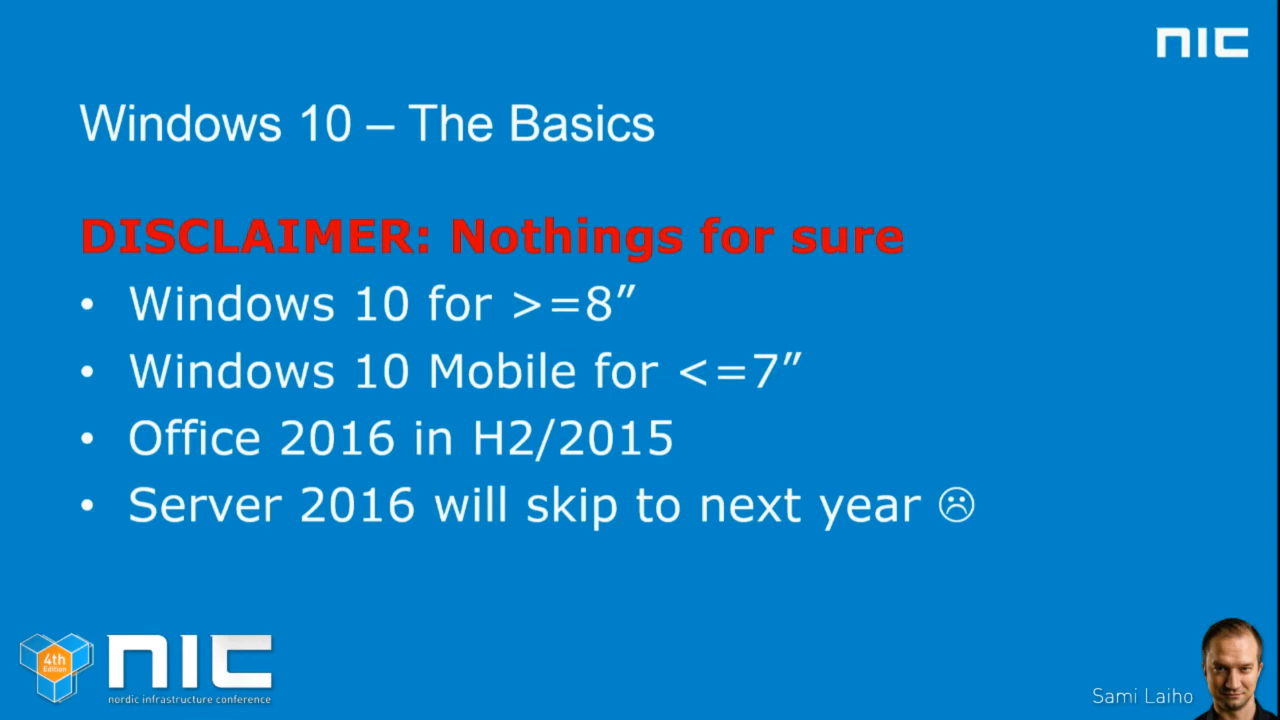 NIC
Windows 10 – The Basics
DISCLAIMER: Nothings for sure
• Windows 10 for >=8”
• Windows 10 Mobile for <=7”
• Office 2016 in H2/2015
• Server 2016 will skip to next year ☹
4th
Edition
NIC
nordic infrastructure conference
Sami Laiho